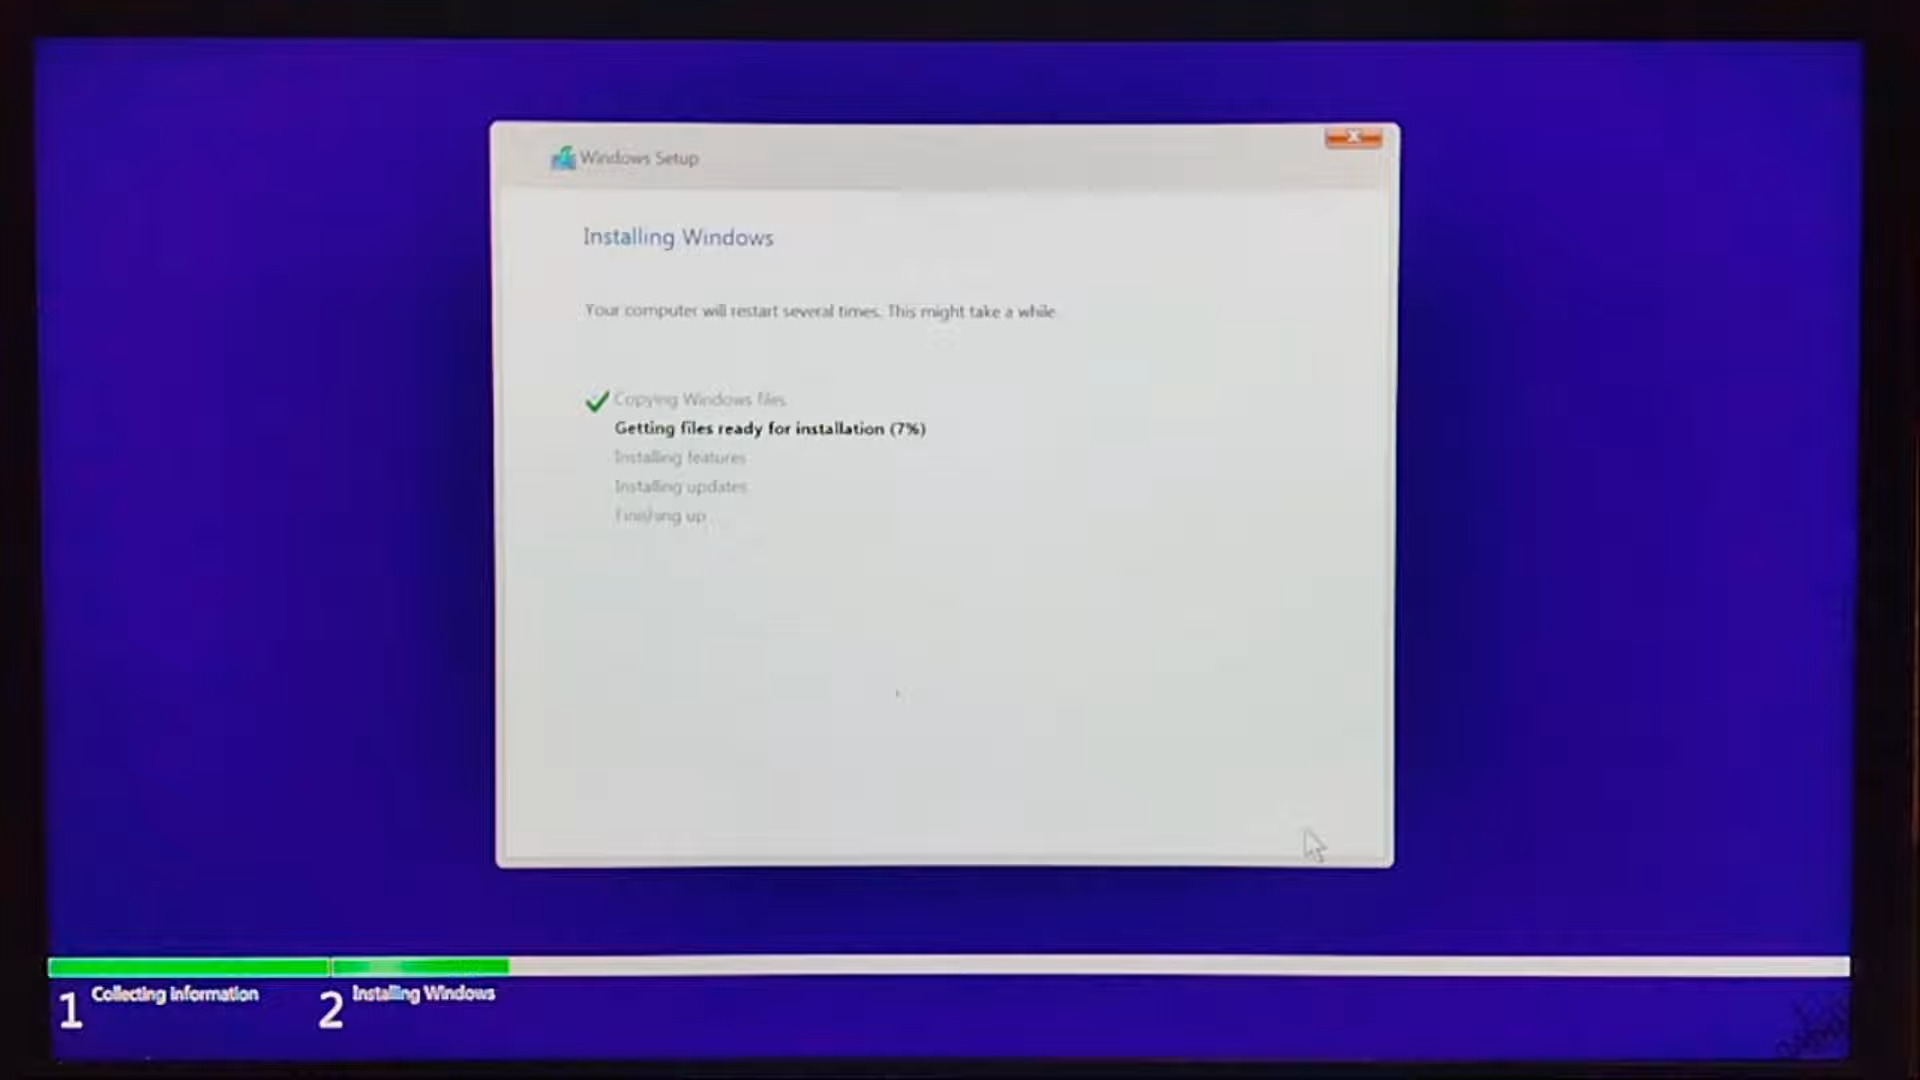 Windows Setup
Installing Windows
Your computer will restart several times. This might take a while.
Copying Windows files
Getting files ready for installation (7%)
Installing features
Installing updates
Finishing up
1 Collecting information
2 Installing Windows